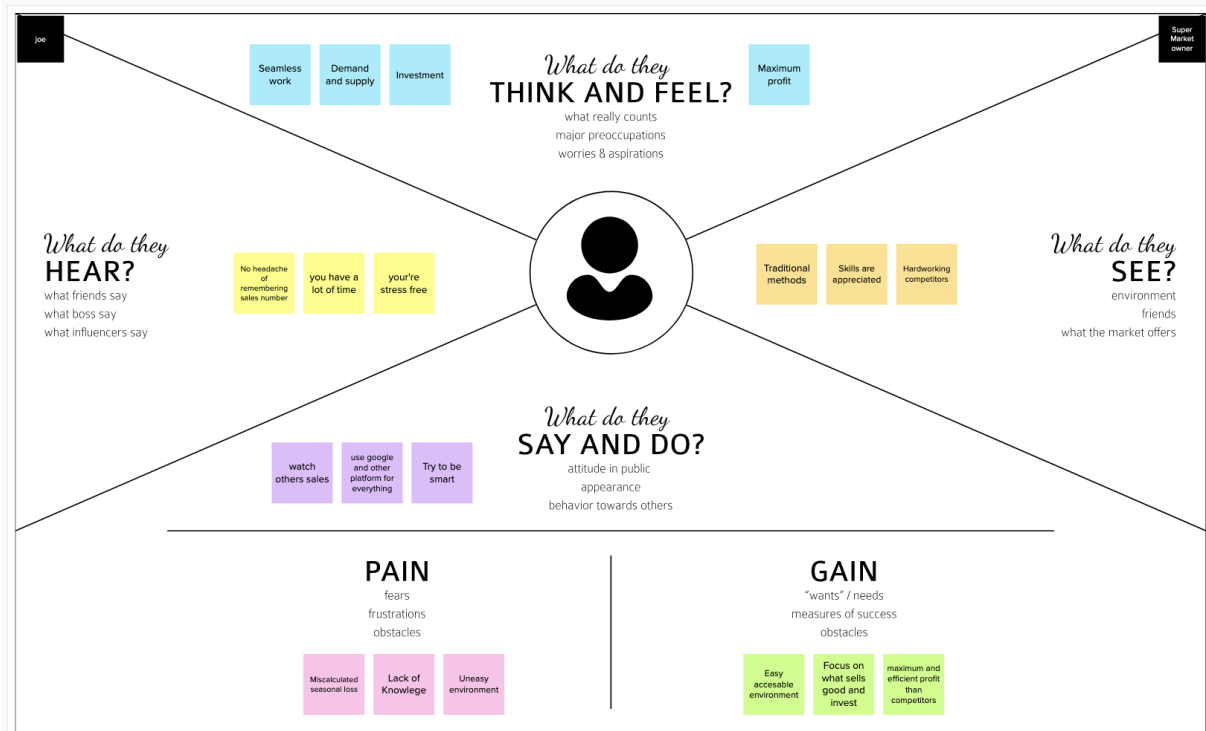 joe
Super
Market
owner
Seamless
work
Demand
and supply
Investment
What do they
THINK AND FEEL?
what really counts
major preoccupations
worries & aspirations
Maximum
profit
What do they
HEAR?
what friends say
what boss say
what influencers say
No headache
of
remembering
sales number
you have a
lot of time
your're
stress free
Traditional
methods
Skills are
appreciated
Hardworking
competitors
What do they
SEE?
environment
friends
what the market offers
What do they
SAY AND DO?
attitude in public
appearance
behavior towards others
watch
others sales
use google
and other
platform for
everything
Try to be
smart
PAIN
fears
frustrations
obstacles
Miscalculated
seasonal loss
Lack of
Knowlege
Uneasy
environment
GAIN
“wants” / needs
measures of success
obstacles
Easy
accesable
environment
Focus on
what sells
good and
invest
maximum and
efficient profit
than
competitors